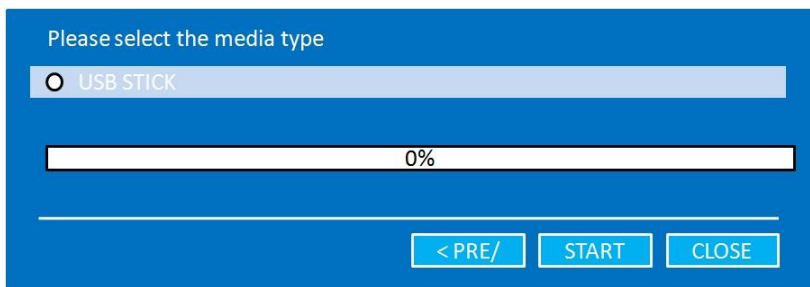 Please select the media type
USB STICK
0%
< PRE/ START CLOSE